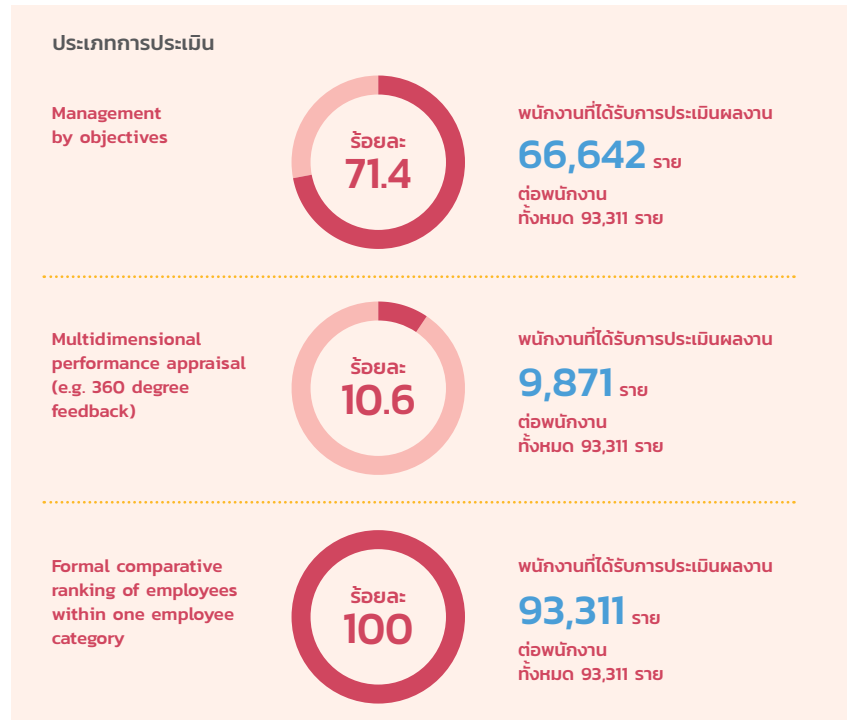 ประเภทการประเมิน
Management
by objectives
ร้อยละ
71.4
พนักงานที่ได้รับการประเมินผลงาน
66,642 ราย
ต่อพนักงาน
ทั้งหมด 93,311 ราย
Multidimensional
performance appraisal
(e.g. 360 degree
feedback)
ร้อยละ
10.6
พนักงานที่ได้รับการประเมินผลงาน
9,871 ราย
ต่อพนักงาน
ทั้งหมด 93,311 ราย
Formal comparative
ranking of employees
within one employee
category
ร้อยละ
100
พนักงานที่ได้รับการประเมินผลงาน
93,311 ราย
ต่อพนักงาน
ทั้งหมด 93,311 ราย